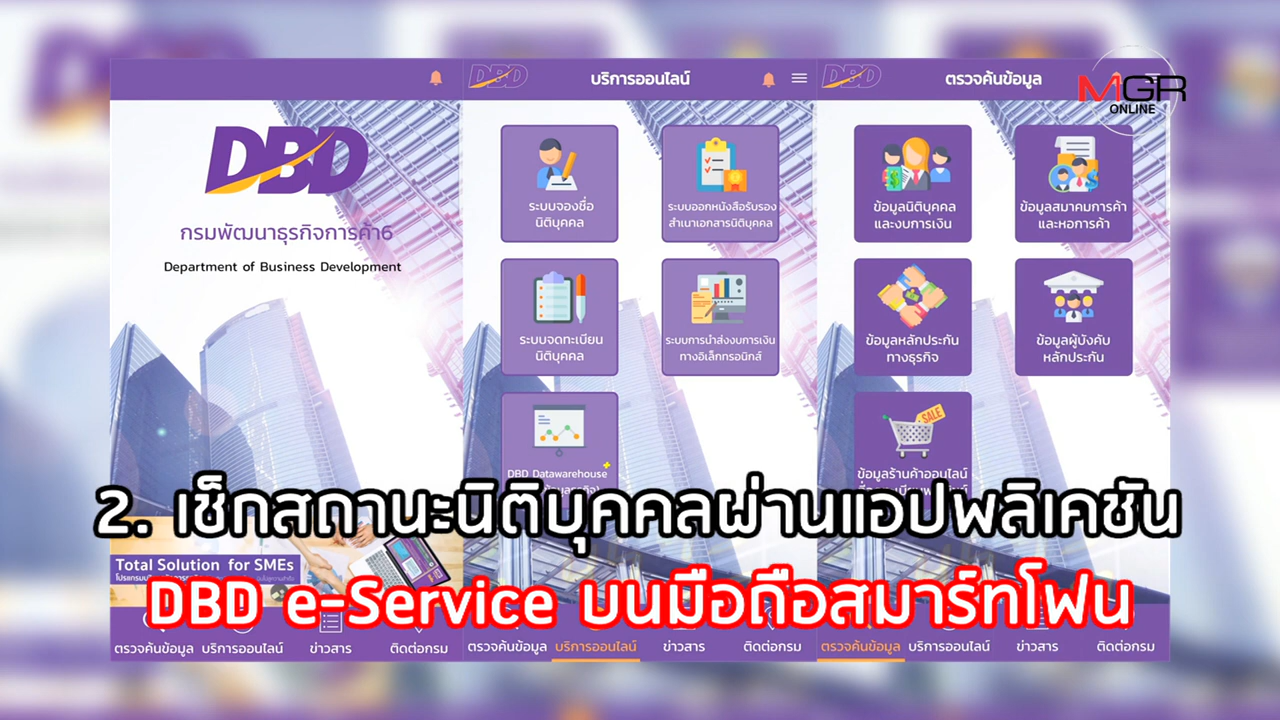 MGR
ONLINE
DBD
กรมพัฒนาธุรกิจการค้า6
Department of Business Development
Total Solution for SMEs
ตรวจค้นข้อมูล
บริการออนไลน์
ข่าวสาร
ติดต่อกรม
DBD
บริการออนไลน์
ระบบจองชื่อ
นิติบุคคล
ระบบออกหนังสือรับรอง
สำเนาเอกสารนิติบุคคล
ระบบจดทะเบียน
นิติบุคคล
ระบบการนำส่งงบการเงิน
ทางอิเล็กทรอนิกส์
DBD Datawarehouse
ตรวจค้นข้อมูล
บริการออนไลน์
ข่าวสาร
ติดต่อกรม
DBD
ตรวจค้นข้อมูล
ข้อมูลนิติบุคคล
และงบการเงิน
ข้อมูลสมาคมการค้า
และหอการค้า
ข้อมูลหลักประกัน
ทางธุรกิจ
ข้อมูลผู้บังคับ
หลักประกัน
SALE
ข้อมูลร้านค้าออนไลน์
ตรวจค้นข้อมูล
บริการออนไลน์
ข่าวสาร
ติดต่อกรม
2. เช็กสถานะนิติบุคคลผ่านแอปพลิเคชัน
DBD e-Service บนมือถือสมาร์ทโฟน